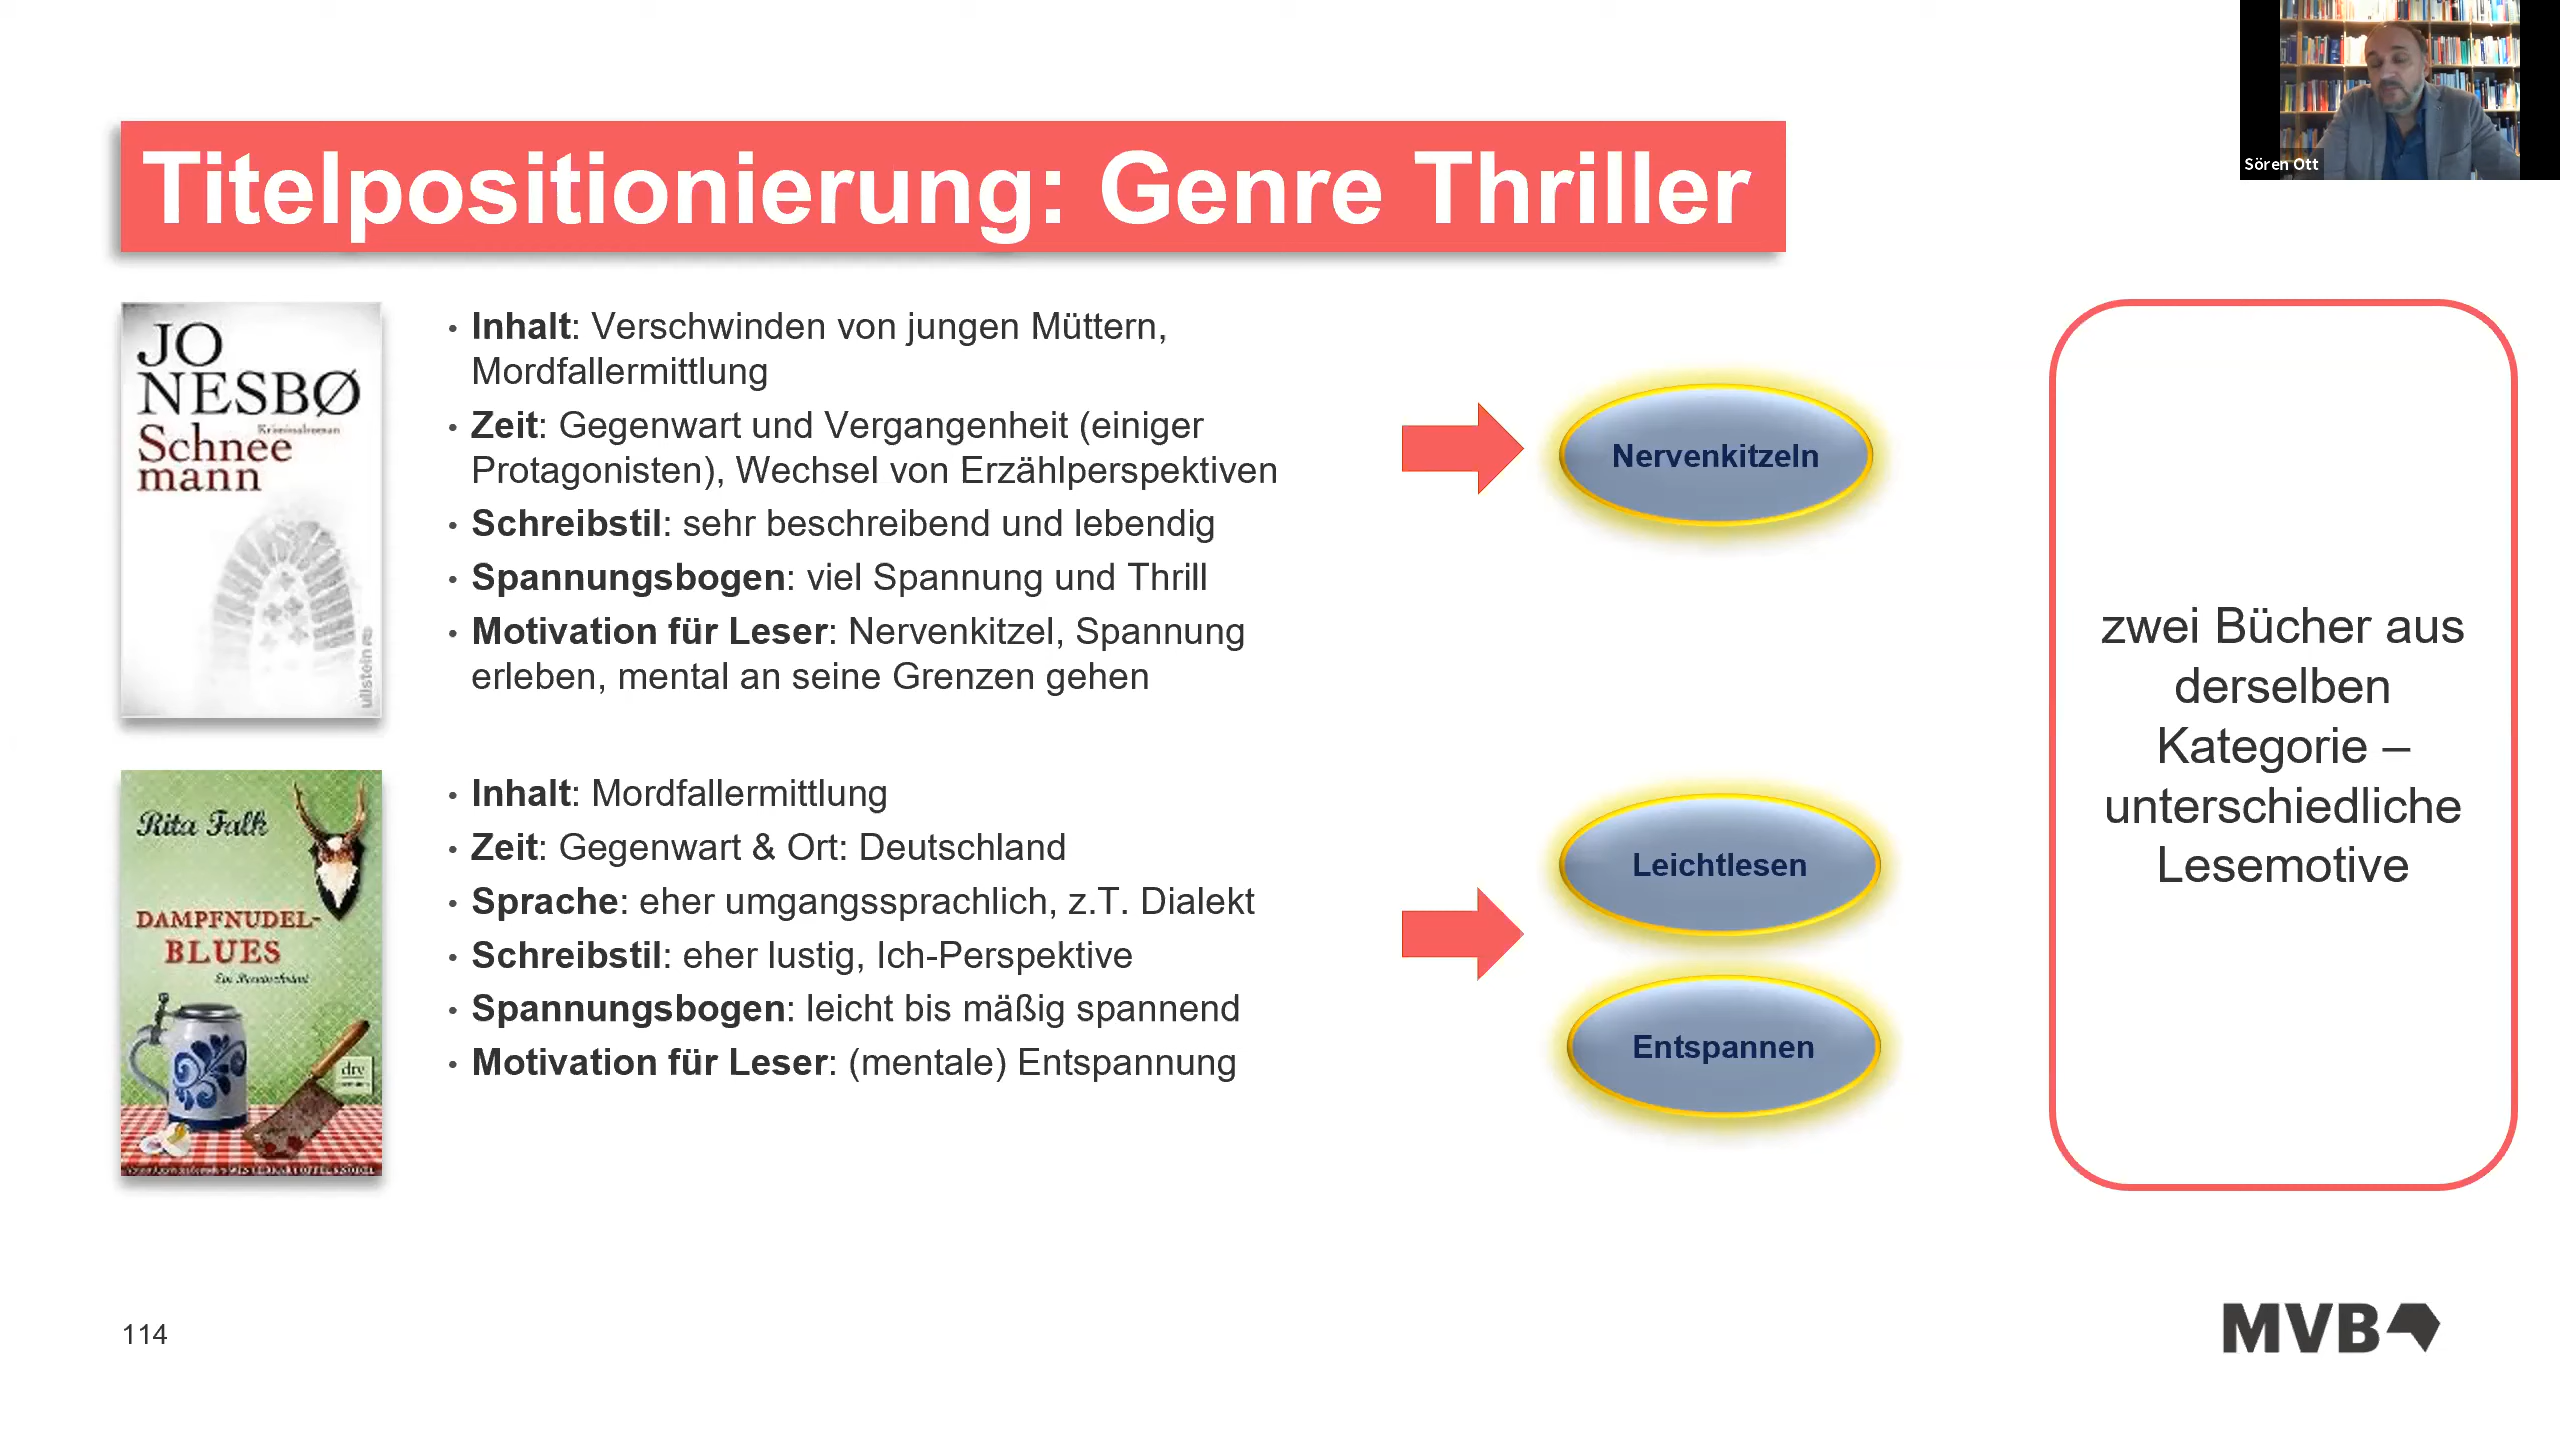 Sören Ott
Titelpositionierung: Genre Thriller
JO
NESBØ
Kriminalroman
Schnee
mann
ullstein
• Inhalt: Verschwinden von jungen Müttern,
Mordfallermittlung
• Zeit: Gegenwart und Vergangenheit (einiger
Protagonisten), Wechsel von Erzählperspektiven
• Schreibstil: sehr beschreibend und lebendig
• Spannungsbogen: viel Spannung und Thrill
• Motivation für Leser: Nervenkitzel, Spannung
erleben, mental an seine Grenzen gehen
Nervenkitzeln
Rita Falk
DAMPFNUDEL-
BLUES
dtv
• Inhalt: Mordfallermittlung
• Zeit: Gegenwart & Ort: Deutschland
• Sprache: eher umgangssprachlich, z.T. Dialekt
• Schreibstil: eher lustig, Ich-Perspektive
• Spannungsbogen: leicht bis mäßig spannend
• Motivation für Leser: (mentale) Entspannung
Leichtlesen
Entspannen
zwei Bücher aus
derselben
Kategorie –
unterschiedliche
Lesemotive
114
MVB